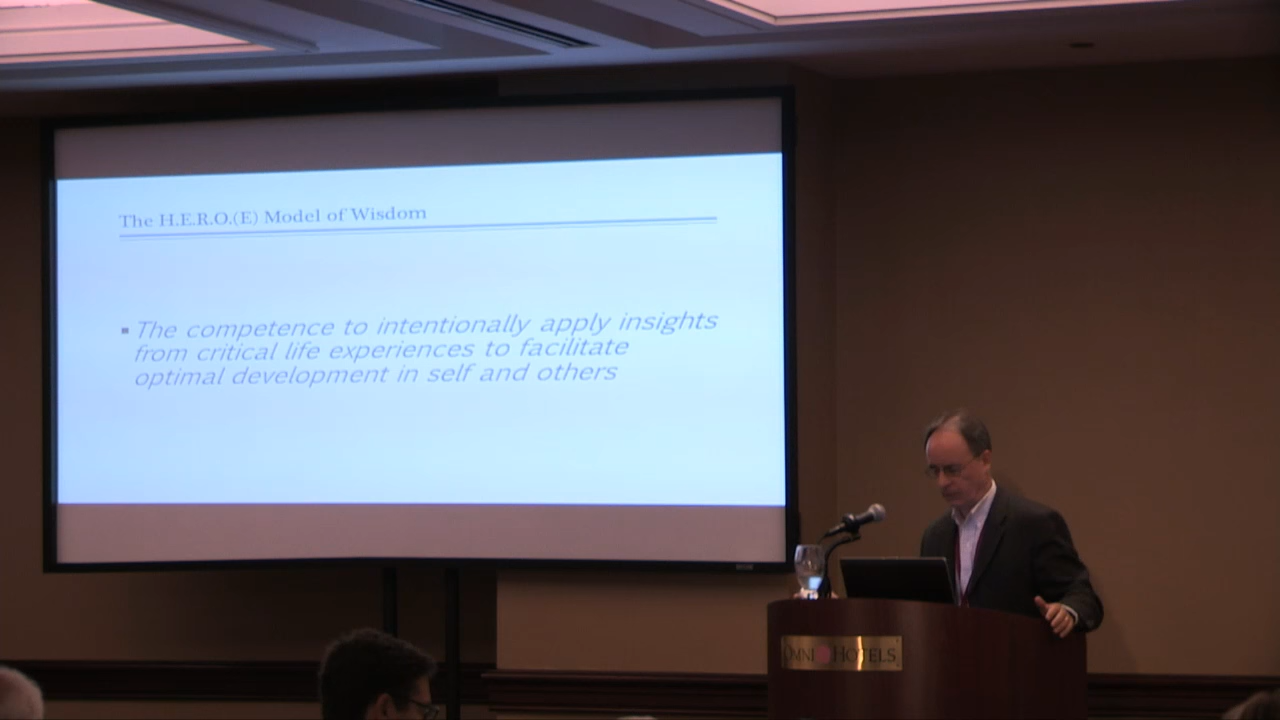 The H.E.R.O.(E) Model of Wisdom
▪ The competence to intentionally apply insights
from critical life experiences to facilitate
optimal development in self and others
OMNI HOTELS